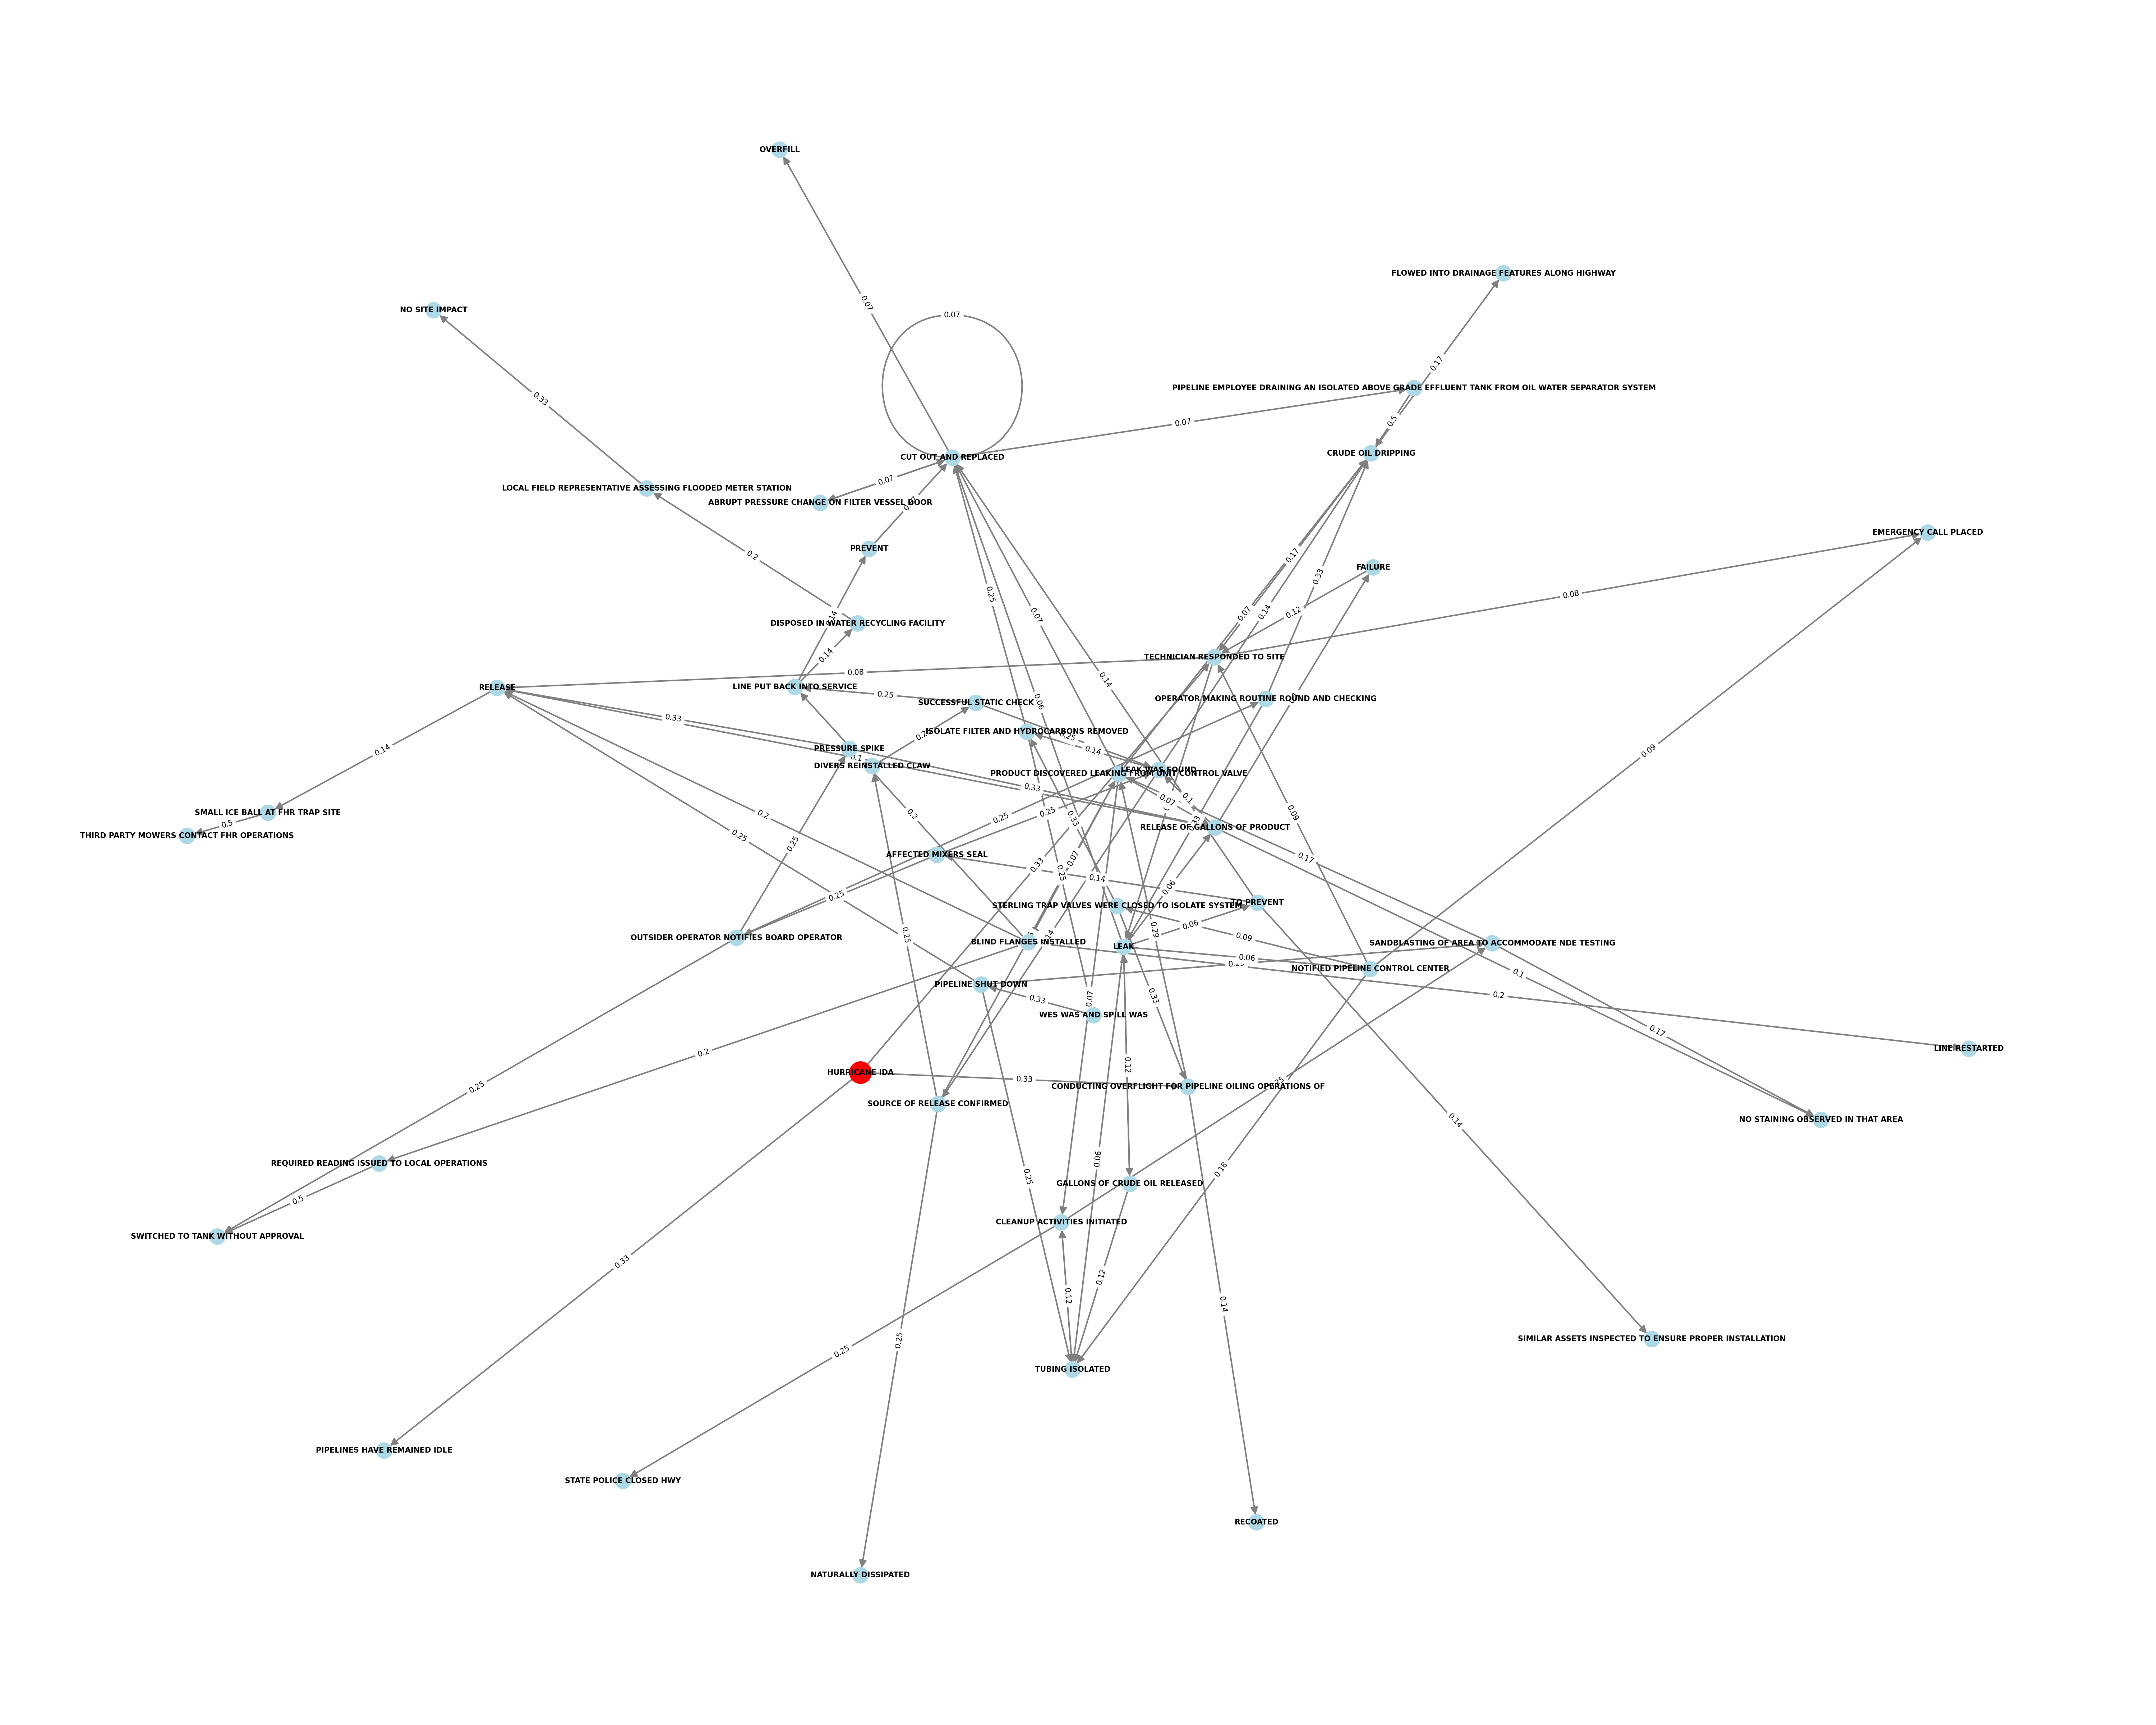 OVERFILL
FLOWED INTO DRAINAGE FEATURES ALONG HIGHWAY
0.07
NO SITE IMPACT
0.07
0.17
PIPELINE EMPLOYEE DRAINING AN ISOLATED ABOVE GRADE EFFLUENT TANK FROM OIL WATER SEPARATOR SYSTEM
0.33
0.07
0.5
CRUDE OIL DRIPPING
CUT OUT AND REPLACED
0.07
LOCAL FIELD REPRESENTATIVE ASSESSING FLOODED METER STATION
ABRUPT PRESSURE CHANGE ON FILTER VESSEL DOOR
EMERGENCY CALL PLACED
PREVENT
0.2
0.17
FAILURE
0.33
0.25
0.08
0.14
0.07
0.12
0.07
DISPOSED IN WATER RECYCLING FACILITY
0.14
TECHNICIAN RESPONDED TO SITE
0.08
0.14
RELEASE
LINE PUT BACK INTO SERVICE
0.25
OPERATOR MAKING ROUTINE ROUND AND CHECKING
SUCCESSFUL STATIC CHECK
0.06
0.33
ISOLATE FILTER AND HYDROCARBONS REMOVED
0.25
PRESSURE SPIKE
0.14
0.14
0.09
0.1
DIVERS REINSTALLED CLAW
LEAK WAS FOUND
PRODUCT DISCOVERED LEAKING FROM UNIT CONTROL VALVE
0.33
0.07
0.1
SMALL ICE BALL AT FHR TRAP SITE
0.2
0.2
0.25
0.25
0.33
0.09
0.5
THIRD PARTY MOWERS CONTACT FHR OPERATIONS
0.25
0.25
RELEASE OF GALLONS OF PRODUCT
AFFECTED MIXERS SEAL
0.07
0.17
0.33
0.25
0.14
0.06
0.25
TO PREVENT
STERLING TRAP VALVES WERE CLOSED TO ISOLATE SYSTEM
0.06
0.29
0.25
0.09
OUTSIDER OPERATOR NOTIFIES BOARD OPERATOR
BLIND FLANGES INSTALLED
LEAK
SANDBLASTING OF AREA TO ACCOMMODATE NDE TESTING
0.06
NOTIFIED PIPELINE CONTROL CENTER
0.1
PIPELINE SHUT DOWN
0.33
0.07
0.33
0.2
WES WAS AND SPILL WAS
0.17
0.2
LINE RESTARTED
0.12
HURRICANE IDA
0.33
CONDUCTING OVERFLIGHT FOR PIPELINE OILING OPERATIONS OF
0.25
SOURCE OF RELEASE CONFIRMED
NO STAINING OBSERVED IN THAT AREA
0.14
REQUIRED READING ISSUED TO LOCAL OPERATIONS
0.06
0.18
0.25
GALLONS OF CRUDE OIL RELEASED
0.5
CLEANUP ACTIVITIES INITIATED
SWITCHED TO TANK WITHOUT APPROVAL
0.33
0.12
0.12
0.14
0.25
0.25
SIMILAR ASSETS INSPECTED TO ENSURE PROPER INSTALLATION
TUBING ISOLATED
PIPELINES HAVE REMAINED IDLE
STATE POLICE CLOSED HWY
RECOATED
NATURALLY DISSIPATED